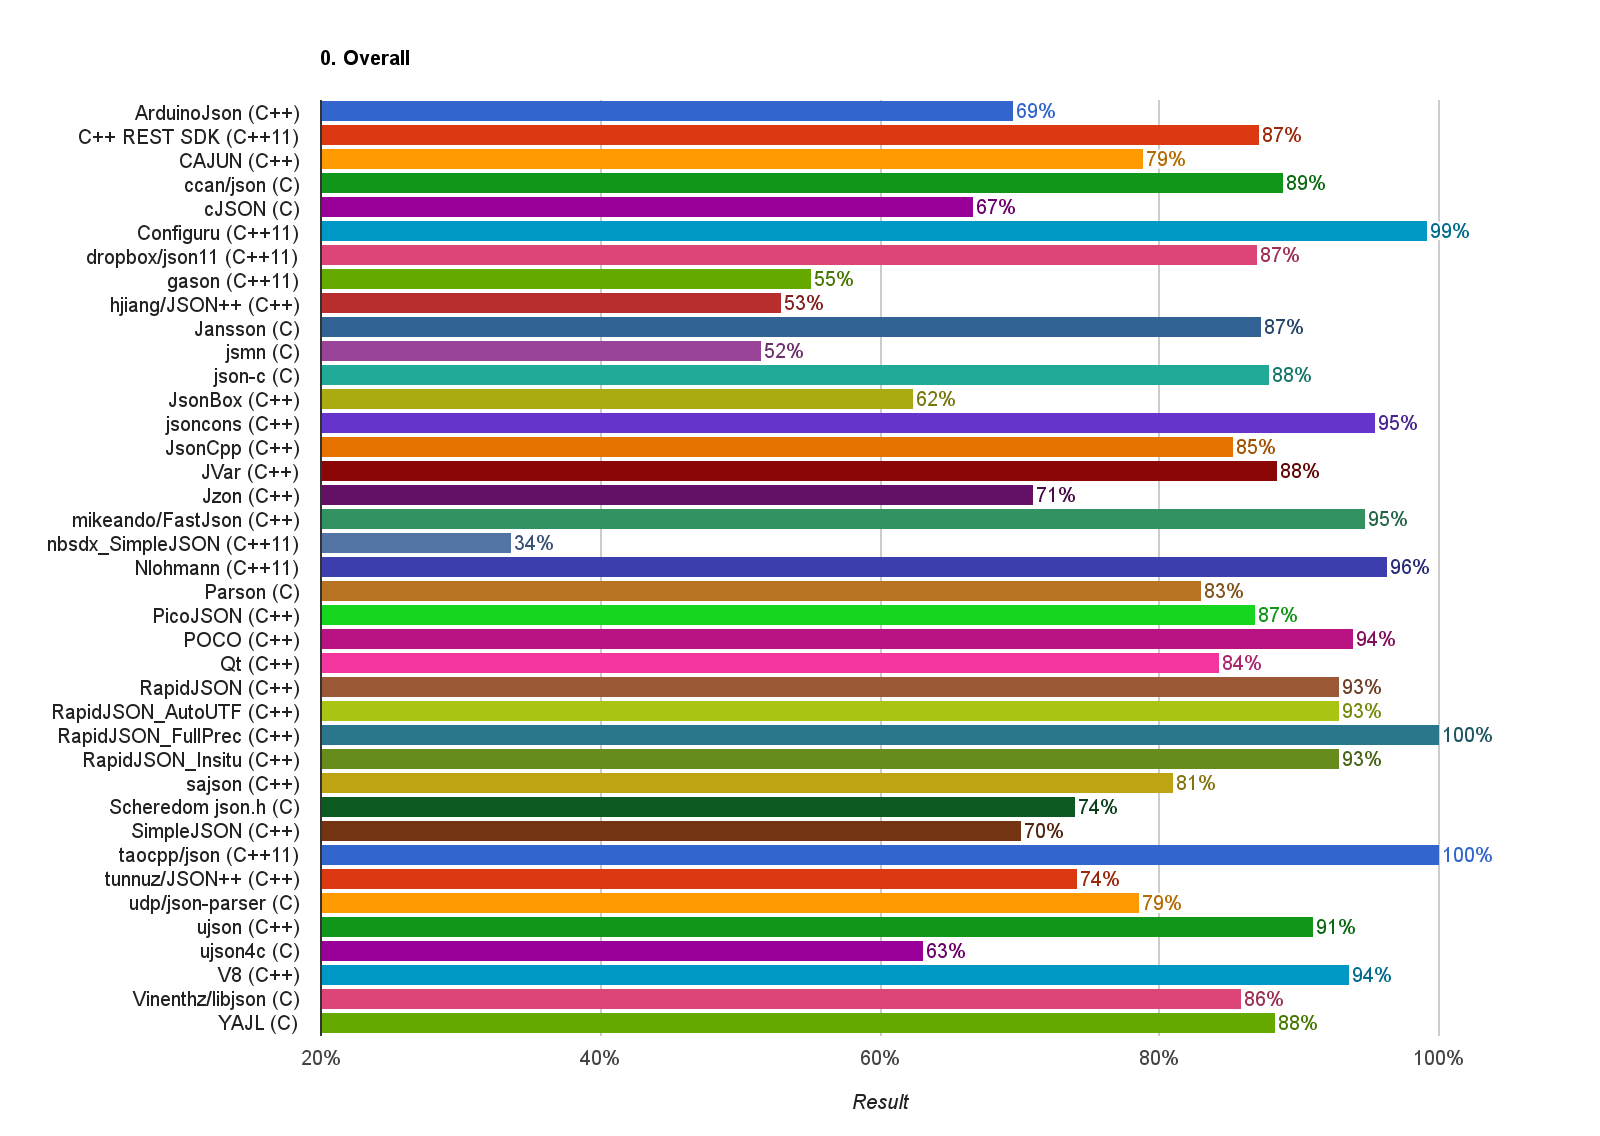 0. Overall
ArduinoJson (C++) 69%
C++ REST SDK (C++11) 87%
CAJUN (C++) 79%
ccan/json (C) 89%
cJSON (C) 67%
Configuru (C++11) 99%
dropbox/json11 (C++11) 87%
gason (C++11) 55%
hjiang/JSON++ (C++) 53%
Jansson (C) 87%
jsmn (C) 52%
json-c (C) 88%
JsonBox (C++) 62%
jsoncons (C++) 95%
JsonCpp (C++) 85%
JVar (C++) 88%
Jzon (C++) 71%
mikeando/FastJson (C++) 95%
nbsdx_SimpleJSON (C++11) 34%
Nlohmann (C++11) 96%
Parson (C) 83%
PicoJSON (C++) 87%
POCO (C++) 94%
Qt (C++) 84%
RapidJSON (C++) 93%
RapidJSON_AutoUTF (C++) 93%
RapidJSON_FullPrec (C++) 100%
RapidJSON_Insitu (C++) 93%
sajson (C++) 81%
Scheredom json.h (C) 74%
SimpleJSON (C++) 70%
taocpp/json (C++11) 100%
tunnuz/JSON++ (C++) 74%
udp/json-parser (C) 79%
ujson (C++) 91%
ujson4c (C) 63%
V8 (C++) 94%
Vinenthz/libjson (C) 86%
YAJL (C) 88%
20% 40% 60% 80% 100%
Result